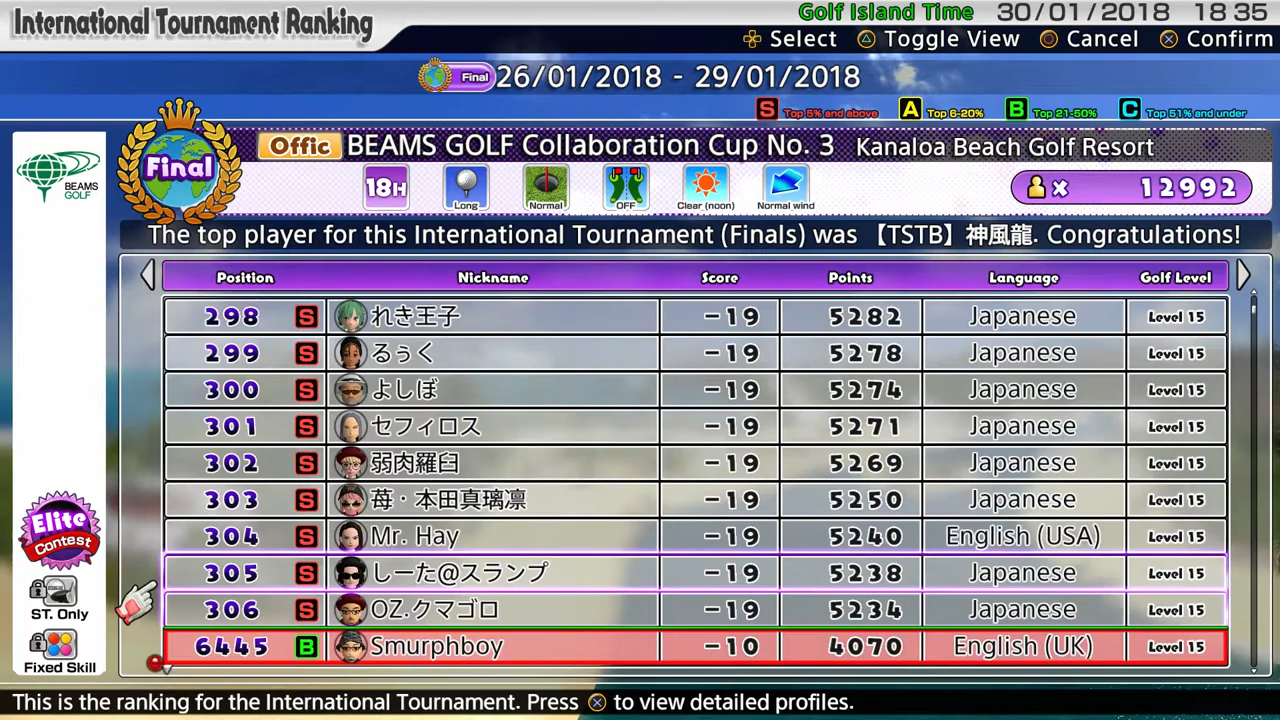 International Tournament Ranking
Golf Island Time 30/01/2018 18 35
Select Toggle View Cancel Confirm
Final 26/01/2018 - 29/01/2018
S Top 5% and above A Top 6-20% B Top 21-50% C Top 51% and under
BEAMS GOLF
Final
Offic BEAMS GOLF Collaboration Cup No. 3 Kanaloa Beach Golf Resort
18H Long Normal OFF Clear (noon) Normal wind x 12992
The top player for this International Tournament (Finals) was 【TSTB】神風龍. Congratulations!
Position Nickname Score Points Language Golf Level
298 S れき王子 -19 5282 Japanese Level 15
299 S るぅく -19 5278 Japanese Level 15
300 S よしぼ -19 5274 Japanese Level 15
301 S セフィロス -19 5271 Japanese Level 15
302 S 弱肉羅臼 -19 5269 Japanese Level 15
303 S 苺・本田真璃凛 -19 5250 Japanese Level 15
304 S Mr. Hay -19 5240 English (USA) Level 15
305 S しーた@スランプ -19 5238 Japanese Level 15
306 S OZ.クマゴロ -19 5234 Japanese Level 15
6445 B Smurphboy -10 4070 English (UK) Level 15
Elite
Contest
ST. Only
Fixed Skill
This is the ranking for the International Tournament. Press to view detailed profiles.